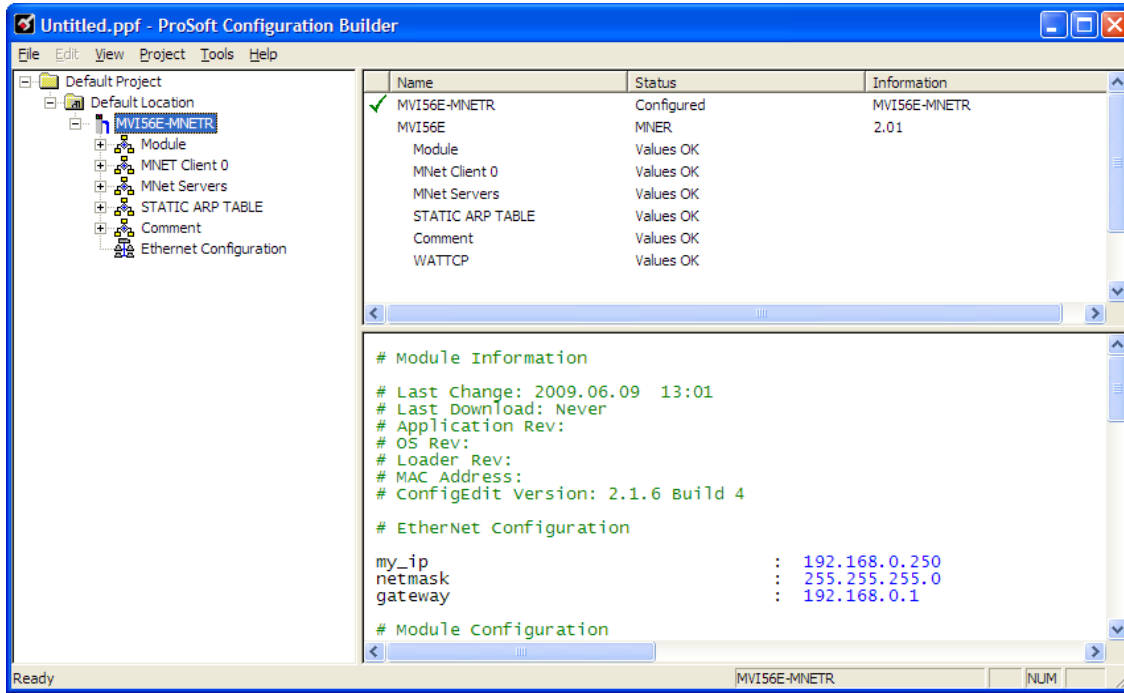 Untitled.ppf - ProSoft Configuration Builder
File Edit View Project Tools Help
Default Project
Default Location
MVI56E-MNETR
Module
MNET Client 0
MNet Servers
STATIC ARP TABLE
Comment
Ethernet Configuration
Name Status Information
MVI56E-MNETR Configured MVI56E-MNETR
MVI56E MNER 2.01
Module Values OK
MNet Client 0 Values OK
MNet Servers Values OK
STATIC ARP TABLE Values OK
Comment Values OK
WATTCP Values OK
# Module Information
# Last Change: 2009.06.09 13:01
# Last Download: Never
# Application Rev:
# OS Rev:
# Loader Rev:
# MAC Address:
# ConfigEdit Version: 2.1.6 Build 4
# EtherNet Configuration
my_ip : 192.168.0.250
netmask : 255.255.255.0
gateway : 192.168.0.1
# Module Configuration
Ready MVI56E-MNETR NUM